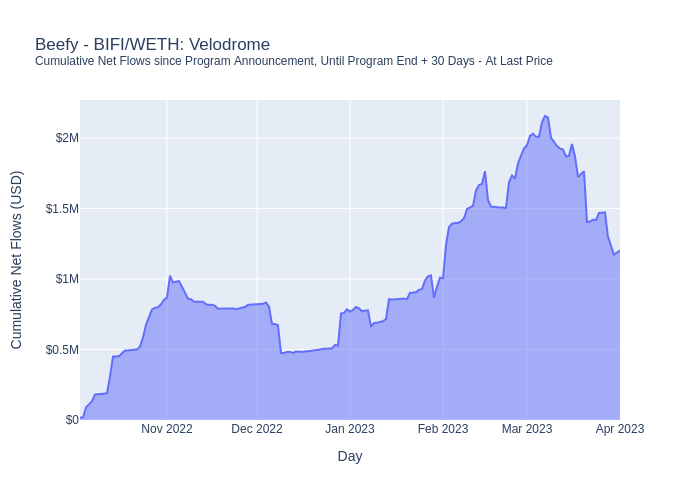 Beefy - BIFI/WETH: Velodrome
Cumulative Net Flows since Program Announcement, Until Program End + 30 Days - At Last Price
Cumulative Net Flows (USD)
$2M
$1.5M
$1M
$0.5M
$0
Nov 2022 Dec 2022 Jan 2023 Feb 2023 Mar 2023 Apr 2023
Day